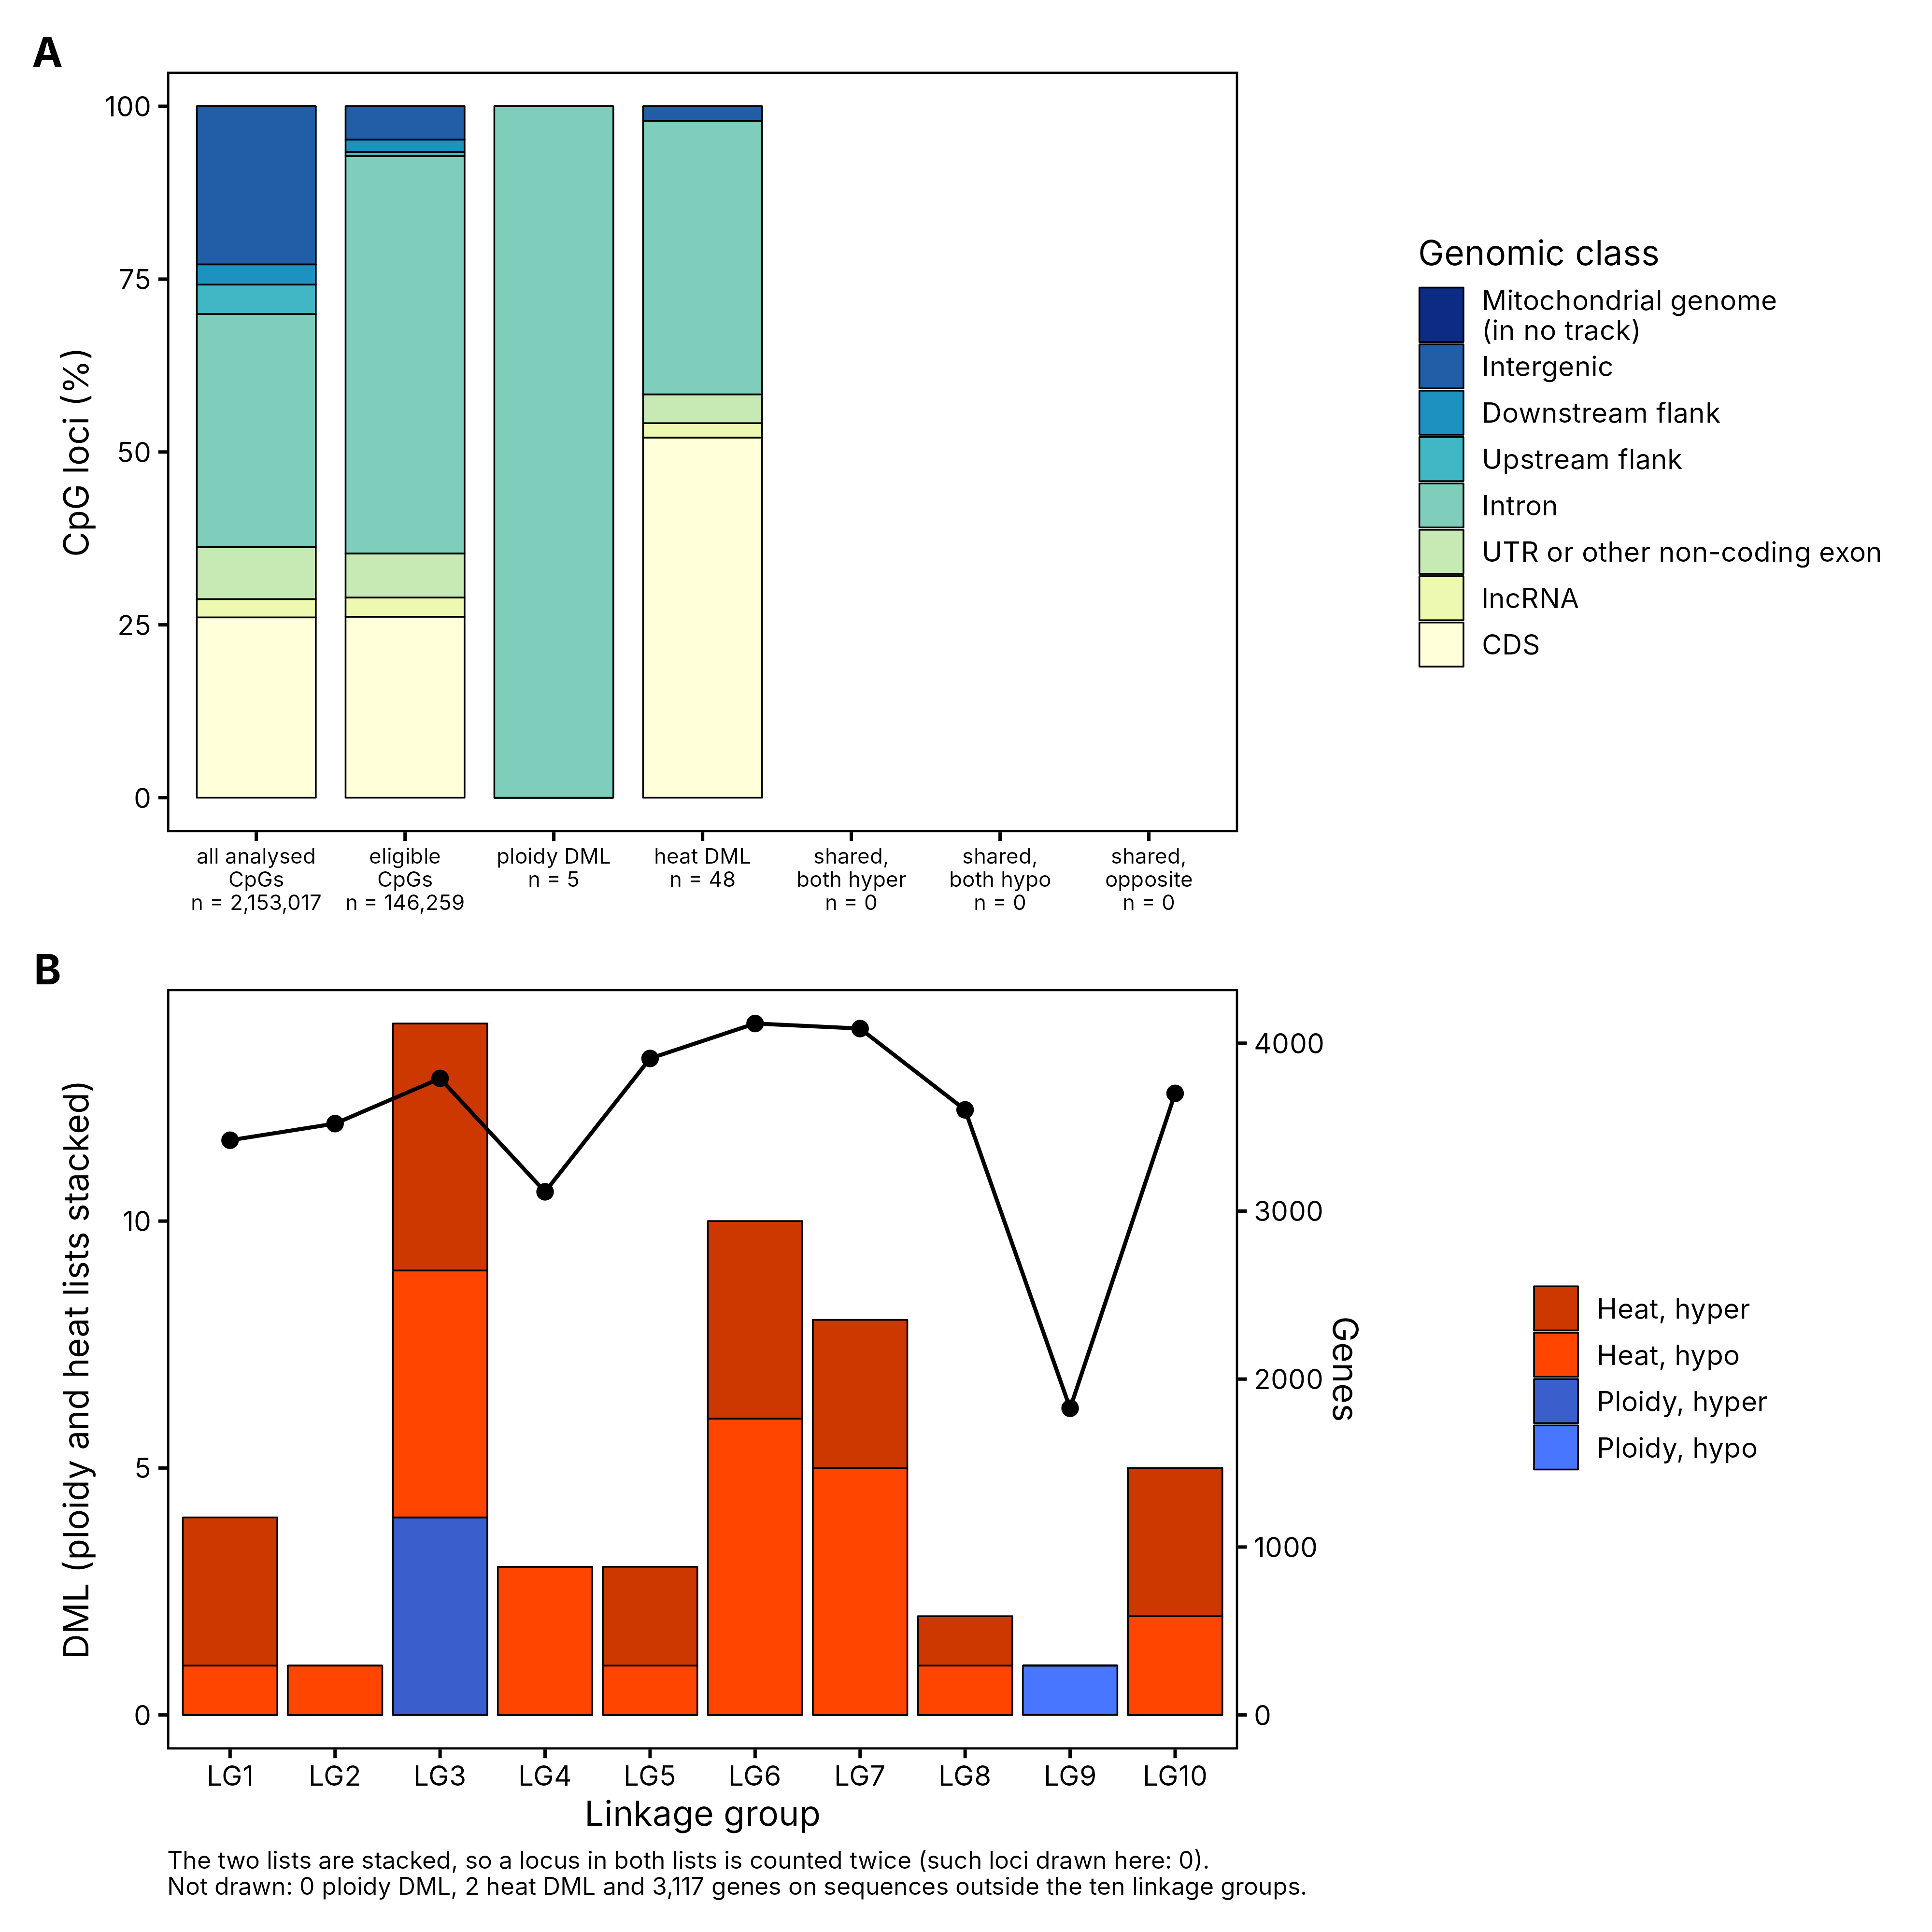 A
CpG loci (%)
100
75
50
25
0
all analysed
CpGs
n = 2,153,017
eligible
CpGs
n = 146,259
ploidy DML
n = 5
heat DML
n = 48
shared,
both hyper
n = 0
shared,
both hypo
n = 0
shared,
opposite
n = 0
Genomic class
Mitochondrial genome
(in no track)
Intergenic
Downstream flank
Upstream flank
Intron
UTR or other non-coding exon
lncRNA
CDS
B
DML (ploidy and heat lists stacked)
10
5
0
4000
3000
2000
1000
0
Genes
LG1
LG2
LG3
LG4
LG5
LG6
LG7
LG8
LG9
LG10
Linkage group
Heat, hyper
Heat, hypo
Ploidy, hyper
Ploidy, hypo
The two lists are stacked, so a locus in both lists is counted twice (such loci drawn here: 0).
Not drawn: 0 ploidy DML, 2 heat DML and 3,117 genes on sequences outside the ten linkage groups.